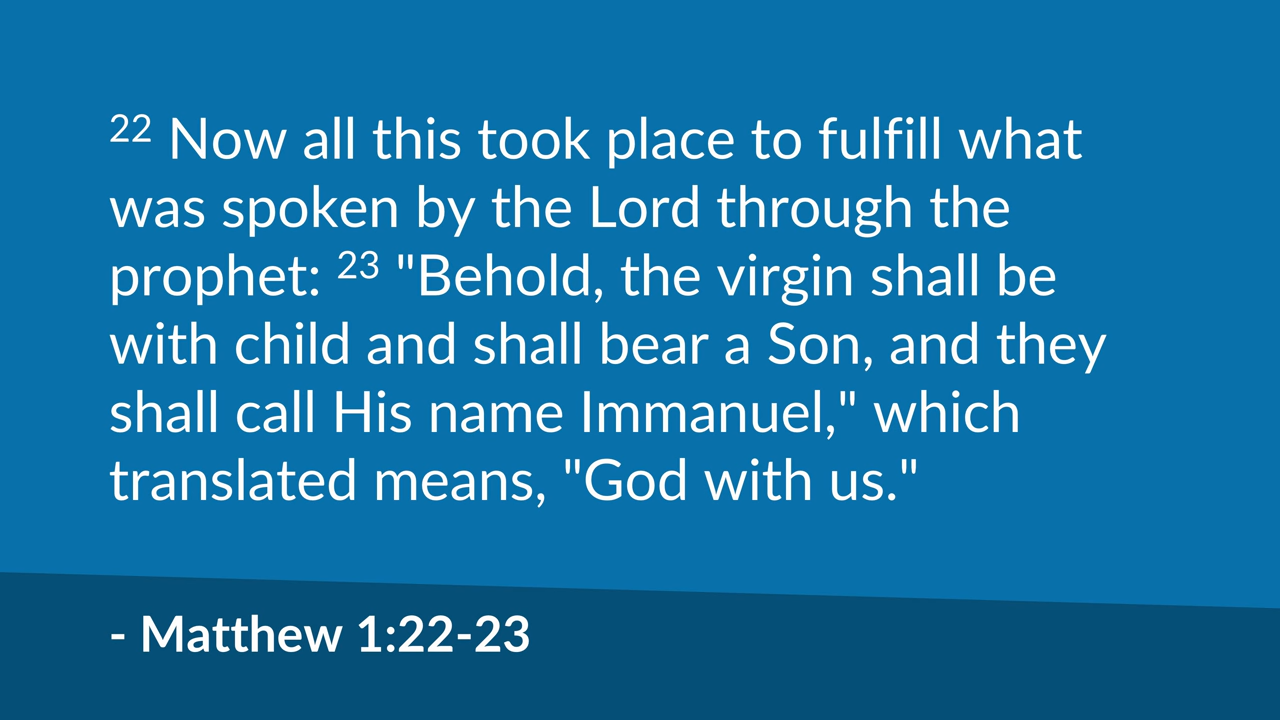 22 Now all this took place to fulfill what
was spoken by the Lord through the
prophet: 23 "Behold, the virgin shall be
with child and shall bear a Son, and they
shall call His name Immanuel," which
translated means, "God with us."
- Matthew 1:22-23